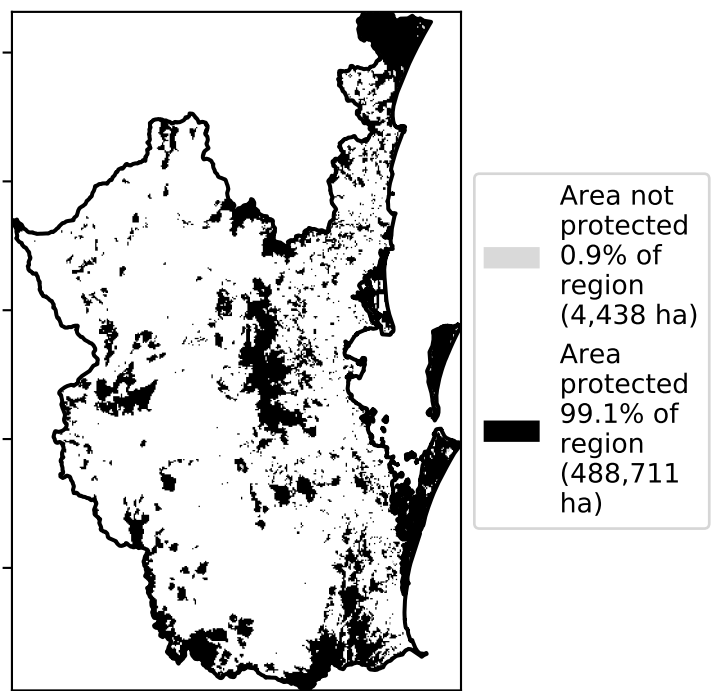 Area not
protected
0.9% of
region
(4,438 ha)
Area
protected
99.1% of
region
(488,711
ha)